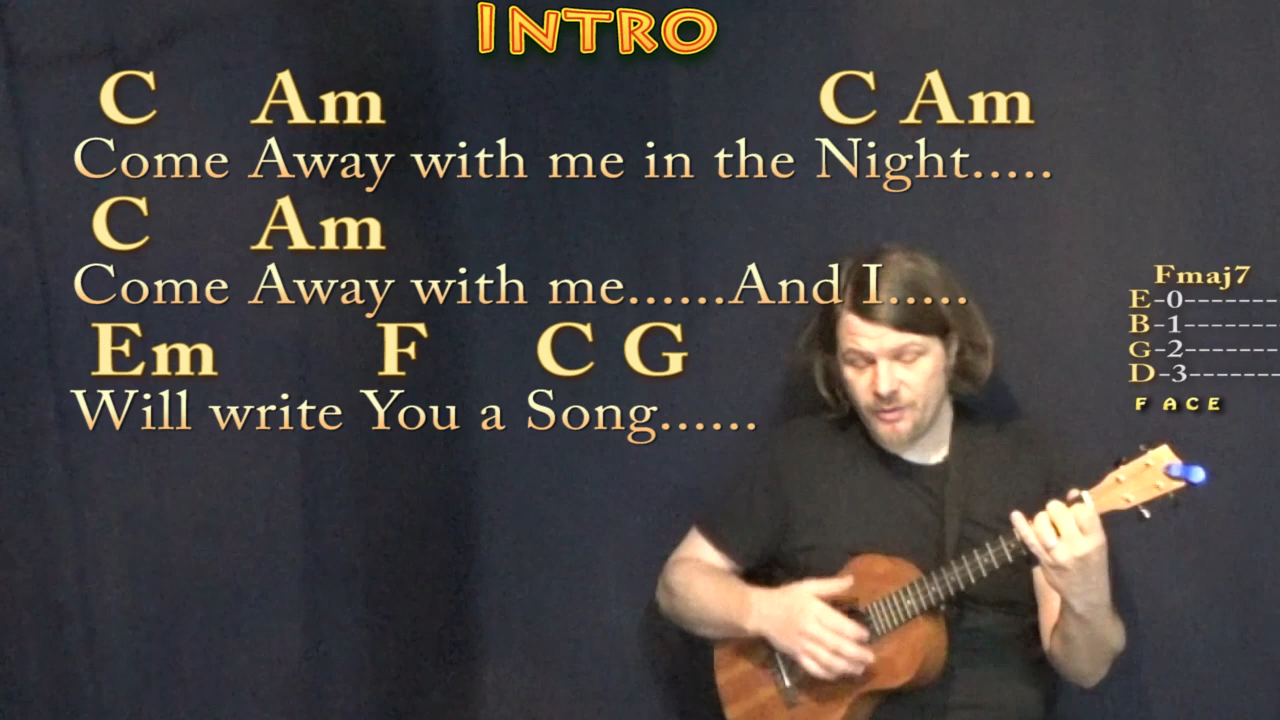 INTRO
C Am C Am
Come Away with me in the Night.....
C Am
Come Away with me......And I.....
Em F C G
Will write You a Song......
Fmaj7
E-0-------
B-1-------
G-2-------
D-3-------
F A C E